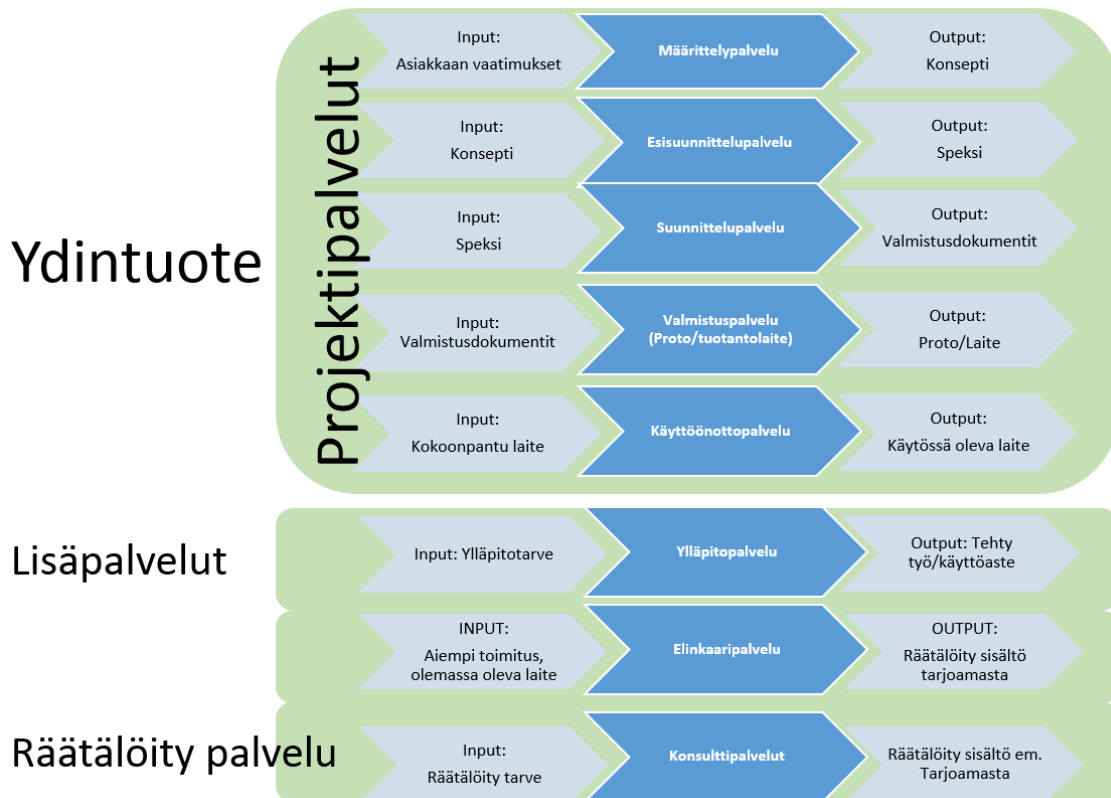 Ydintuote
Projektipalvelut
Input:
Asiakkaan vaatimukset
Määrittelypalvelu
Output:
Konsepti
Input:
Konsepti
Esisuunnittelupalvelu
Output:
Speksi
Input:
Speksi
Suunnittelupalvelu
Output:
Valmistusdokumentit
Input:
Valmistusdokumentit
Valmistuspalvelu
(Proto/tuotantolaite)
Output:
Proto/Laite
Input:
Kokoonpantu laite
Käyttöönottopalvelu
Output:
Käytössä oleva laite
Lisäpalvelut
Input: Ylläpitotarve
Ylläpitopalvelu
Output: Tehty
työ/käyttöaste
INPUT:
Aiempi toimitus,
olemassa oleva laite
Elinkaaripalvelu
OUTPUT:
Räätälöity sisältö
tarjoamasta
Räätälöity palvelu
Input:
Räätälöity tarve
Konsulttipalvelut
Räätälöity sisältö em.
Tarjoamasta